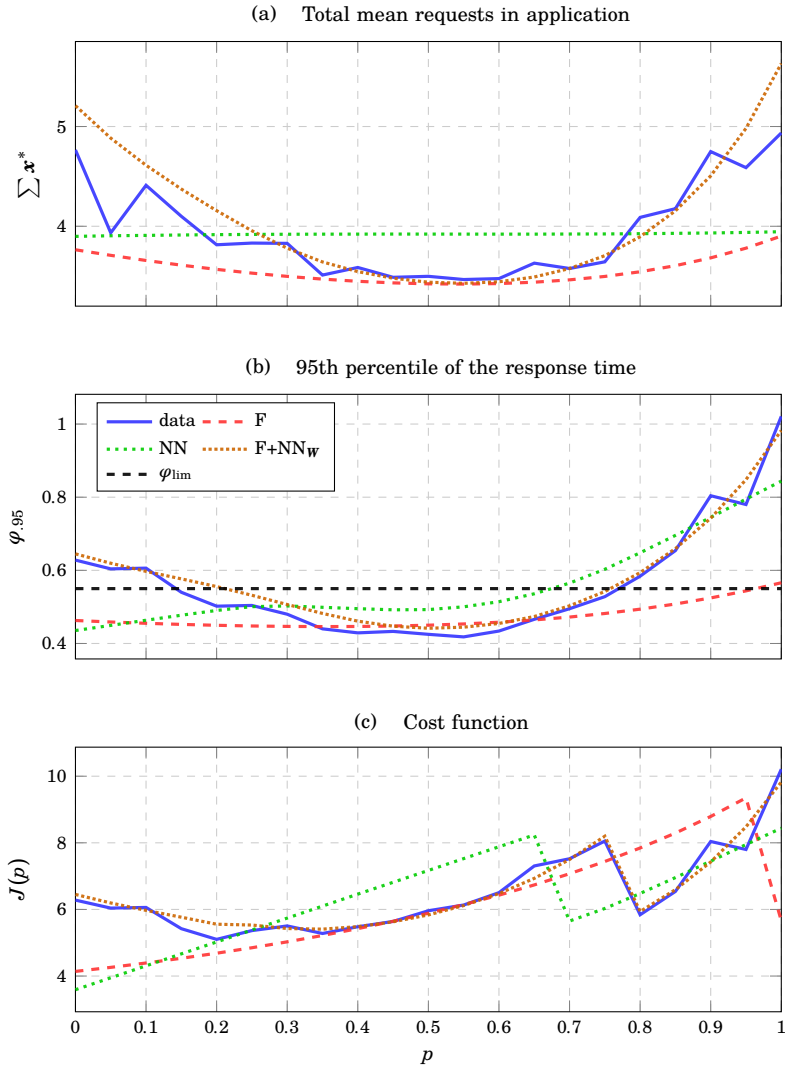 (a) Total mean requests in application
5
4
∑ x*
(b) 95th percentile of the response time
data F
NN F+NN_W
φ_lim
1
0.8
0.6
0.4
φ.95
(c) Cost function
10
8
6
4
J(p)
0 0.1 0.2 0.3 0.4 0.5 0.6 0.7 0.8 0.9 1
p